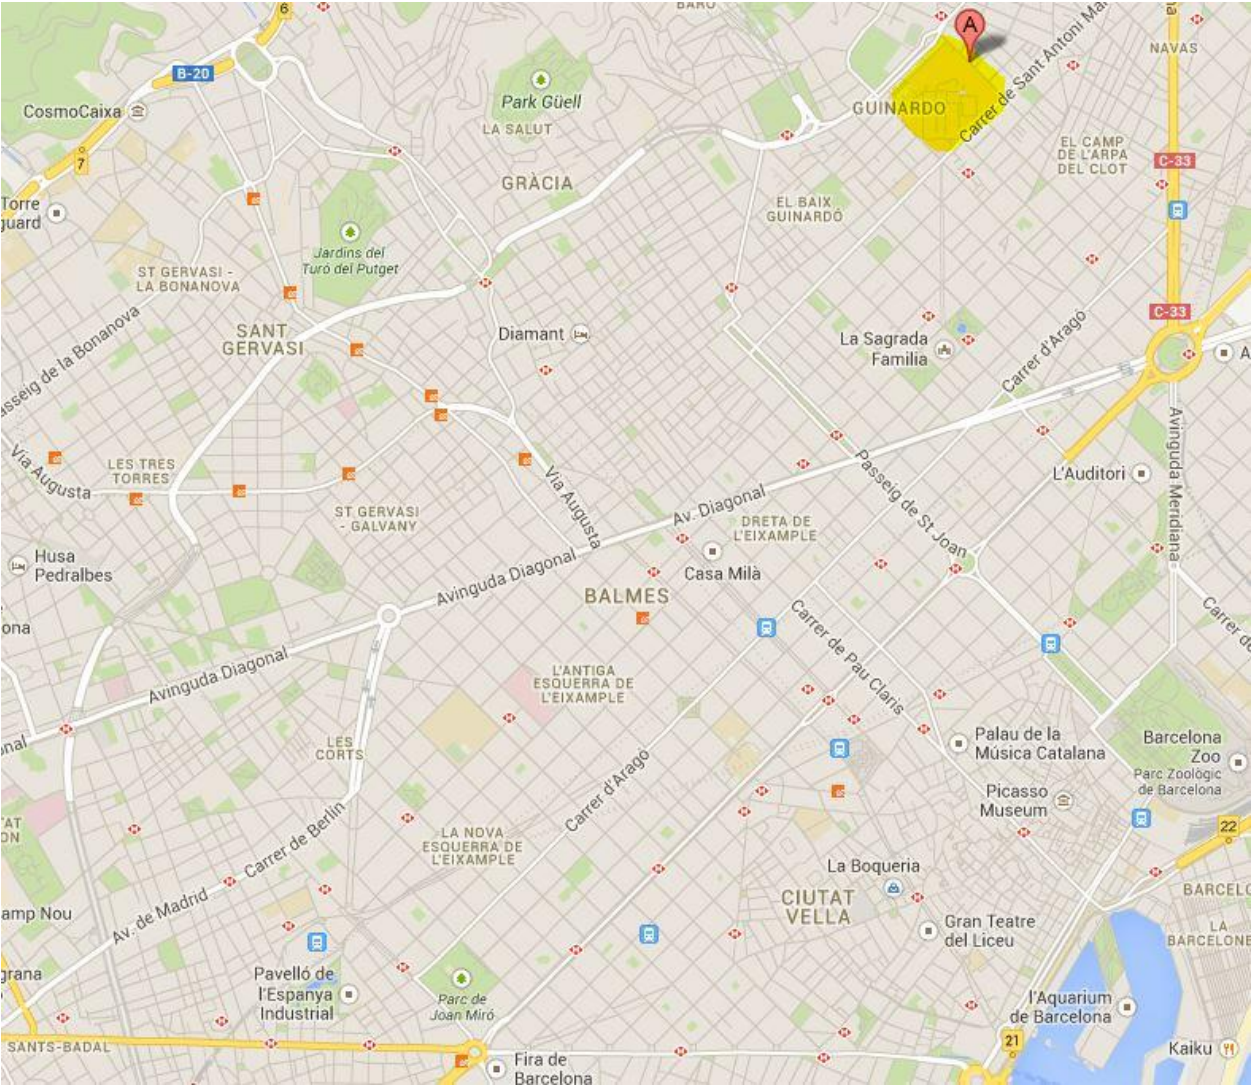 BARÓ
6
A
NAVAS
B-20
CosmoCaixa
Park Güell
GUINARDO
Carrer de Sant Antoni Mar
LA SALUT
7
EL CAMP
DE L'ARPA
DEL CLOT
C-33
GRÀCIA
EL BAIX
GUINARDÓ
Torre
guard
Jardins del
Turó del Putget
ST GERVASI -
LA BONANOVA
C-33
SANT
GERVASI
Diamant
La Sagrada
Familia
Carrer d'Aragó
A
asseig de la Bonanova
Avinguda Meridiana
Via Augusta
LES TRES
TORRES
Via Augusta
Passeig de St Joan
L'Auditori
ST GERVASI
- GALVANY
Av. Diagonal
DRETA DE
L'EIXAMPLE
Husa
Pedralbes
Avinguda Diagonal
Casa Milà
BALMES
Carrer de Pau Claris
Carrer de
ona
Avinguda Diagonal
L'ANTIGA
ESQUERRA DE
L'EIXAMPLE
onal
LES
CORTS
Palau de la
Música Catalana
Barcelona
Zoo
Parc Zoològic
de Barcelona
Carrer d'Aragó
Picasso
Museum
TAT
ON
Carrer de Berlín
LA NOVA
ESQUERRA DE
L'EIXAMPLE
22
La Boqueria
CIUTAT
VELLA
BARCELO
amp Nou
Av. de Madrid
Gran Teatre
del Liceu
LA
BARCELONE
grana
Pavelló de
l'Espanya
Industrial
Parc de
Joan Miró
l'Aquarium
de Barcelona
SANTS-BADAL
21
Kaiku
Fira de
Barcelona